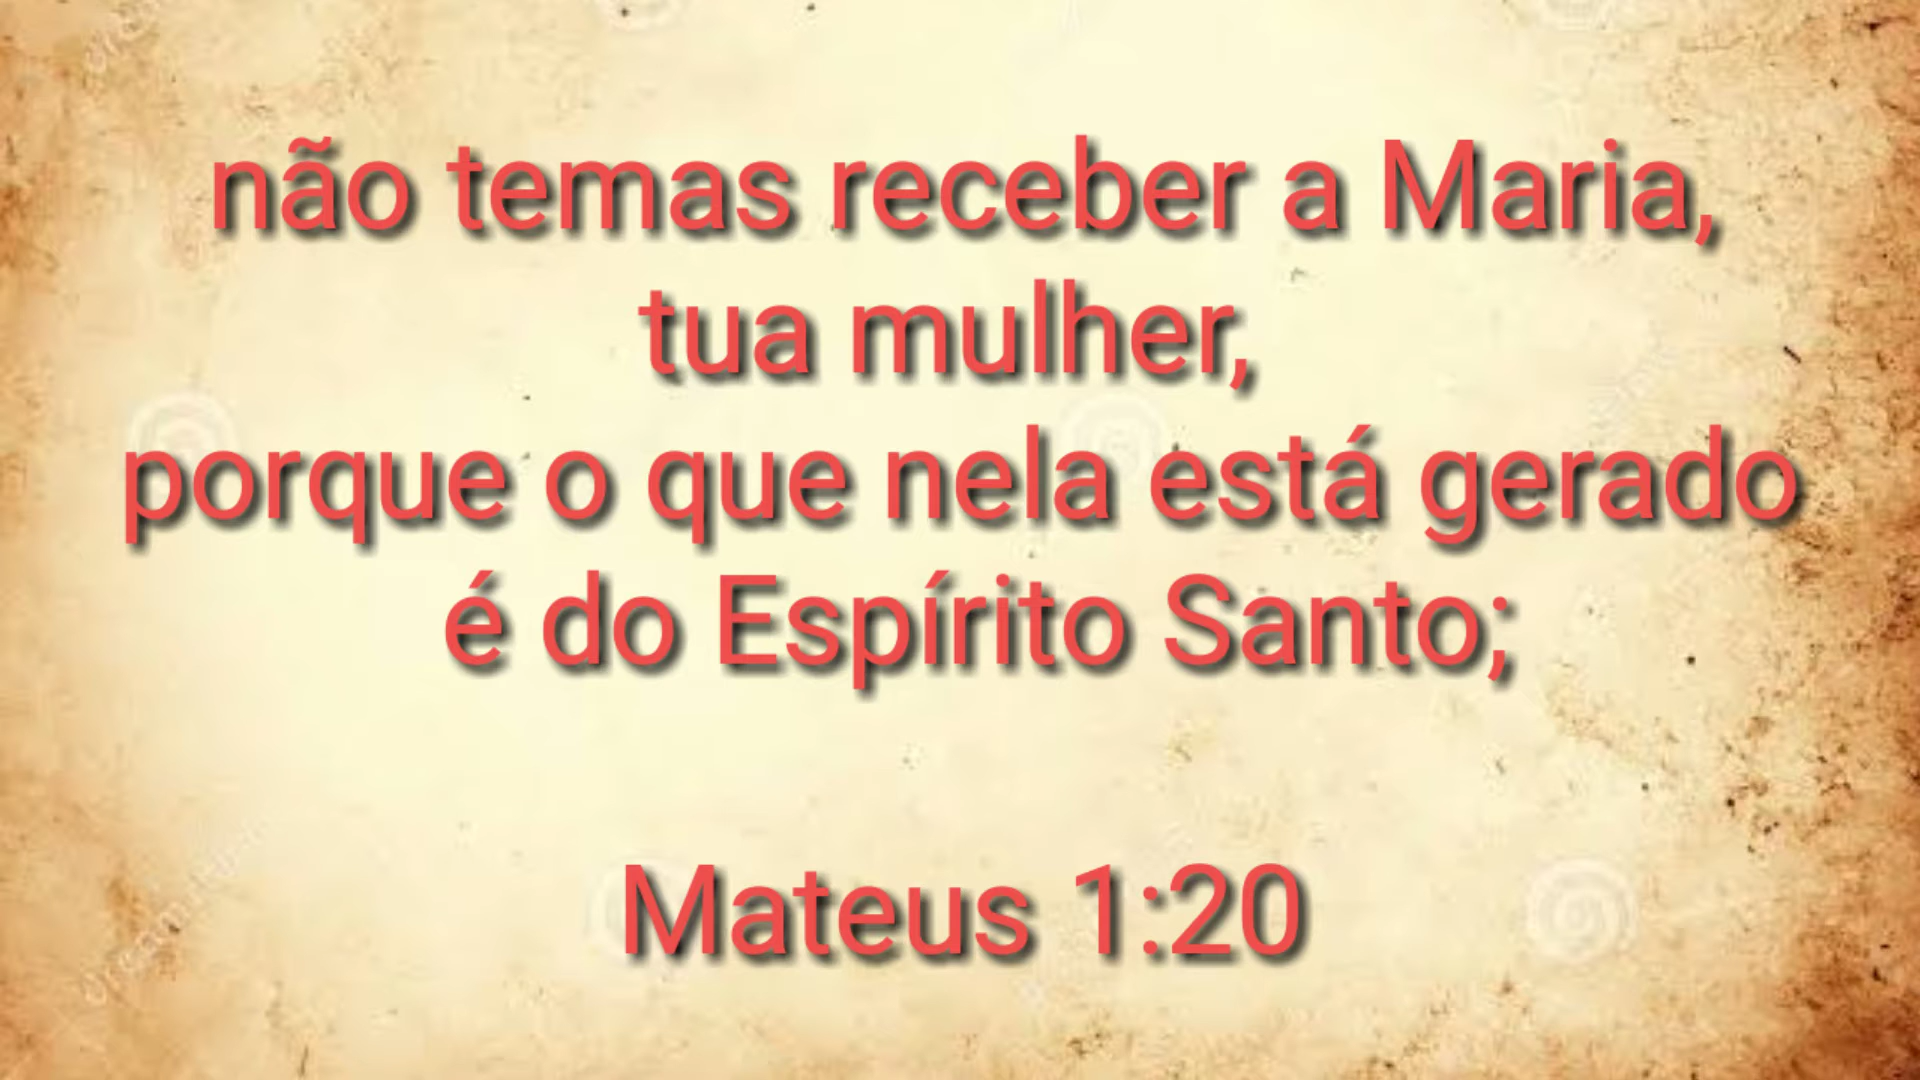 não temas receber a Maria,
tua mulher,
porque o que nela está gerado
é do Espírito Santo;
Mateus 1:20